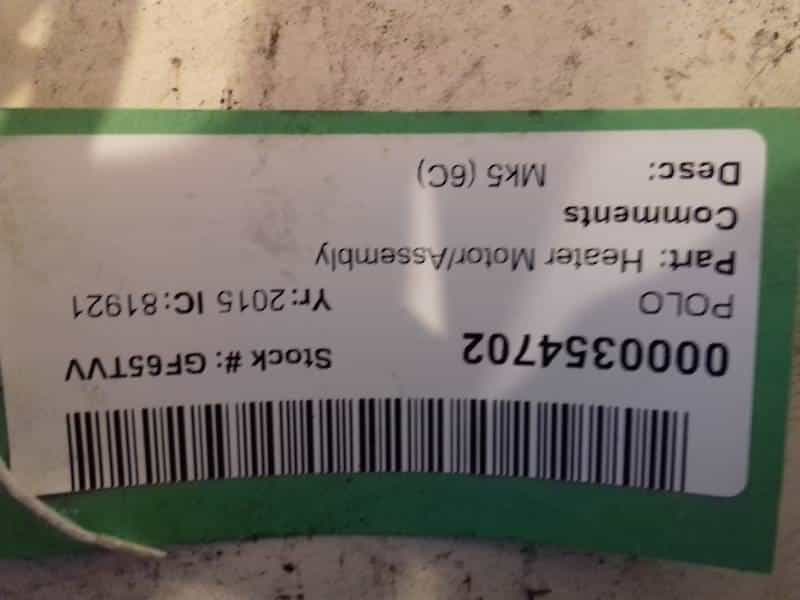 0000354702 Stock #: GF65TVV
POLO Yr: 2015 IC: 81921
Part: Heater Motor/Assembly
Comments
Desc: Mk5 (6C)